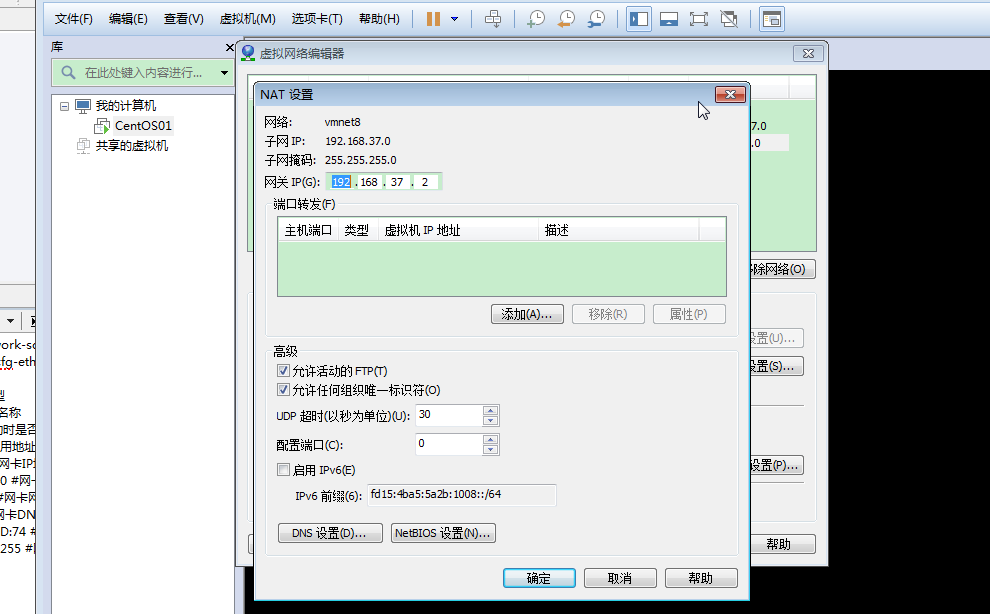 文件(F) 编辑(E) 查看(V) 虚拟机(M) 选项卡(T) 帮助(H)
库
在此处键入内容进行...
我的计算机
CentOS01
共享的虚拟机
虚拟网络编辑器
NAT 设置
网络: vmnet8
子网 IP: 192.168.37.0
子网掩码: 255.255.255.0
网关 IP(G): 192 . 168 . 37 . 2
端口转发(F)
主机端口 类型 虚拟机 IP 地址 描述
添加(A)... 移除(R) 属性(P)
高级
允许活动的 FTP(T)
允许任何组织唯一标识符(O)
UDP 超时(以秒为单位)(U): 30
配置端口(C): 0
启用 IPv6(E)
IPv6 前缀(6): fd15:4ba5:5a2b:1008::/64
DNS 设置(D)... NetBIOS 设置(N)...
确定 取消 帮助
7.0
.0
除网络(O)
设置(U)...
设置(S)...
设置(P)...
帮助
work-sc
cfg-eth
型
名称
动时是否
用地址
网卡IP地
0 #网卡
#网卡网
网卡DN
D:74 #
255 #